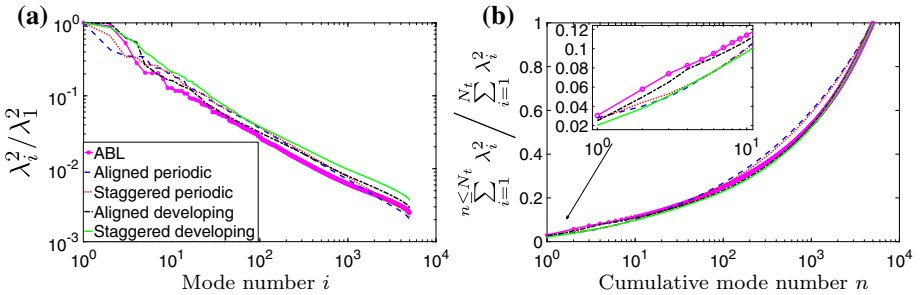 (a)
10^0
10^{-1}
10^{-2}
10^{-3}
λ_i^2/λ_1^2
ABL
Aligned periodic
Staggered periodic
Aligned developing
Staggered developing
10^0 10^1 10^2 10^3 10^4
Mode number i
(b)
1
0.8
0.6
0.4
0.2
0
\sum_{i=1}^{n≤N_t} λ_i^2 / \sum_{i=1}^{N_t} λ_i^2
0.12
0.10
0.08
0.06
0.04
0.02
10^0 10^1
10^0 10^1 10^2 10^3 10^4
Cumulative mode number n